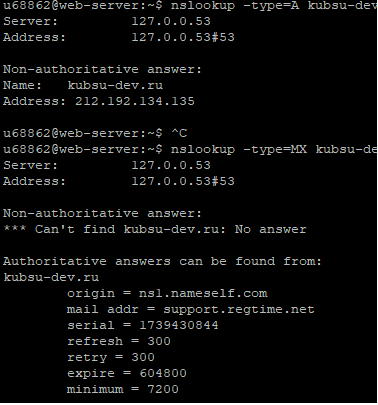 u68862@web-server:~$ nslookup -type=A kubsu-dev
Server:         127.0.0.53
Address:        127.0.0.53#53
Non-authoritative answer:
Name:   kubsu-dev.ru
Address: 212.192.134.135
u68862@web-server:~$ ^C
u68862@web-server:~$ nslookup -type=MX kubsu-de
Server:         127.0.0.53
Address:        127.0.0.53#53
Non-authoritative answer:
*** Can't find kubsu-dev.ru: No answer
Authoritative answers can be found from:
kubsu-dev.ru
        origin = ns1.nameself.com
        mail addr = support.regtime.net
        serial = 1739430844
        refresh = 300
        retry = 300
        expire = 604800
        minimum = 7200